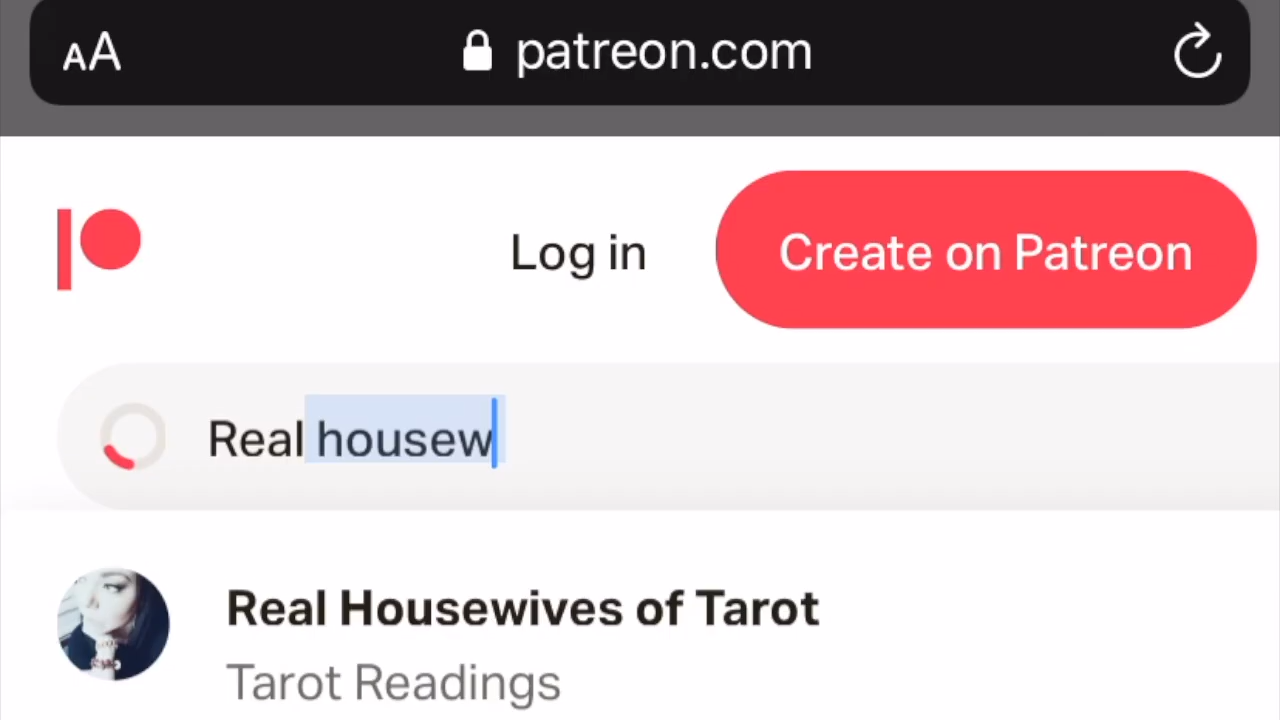 AA patreon.com
Log in Create on Patreon
Real housew
Real Housewives of Tarot
Tarot Readings